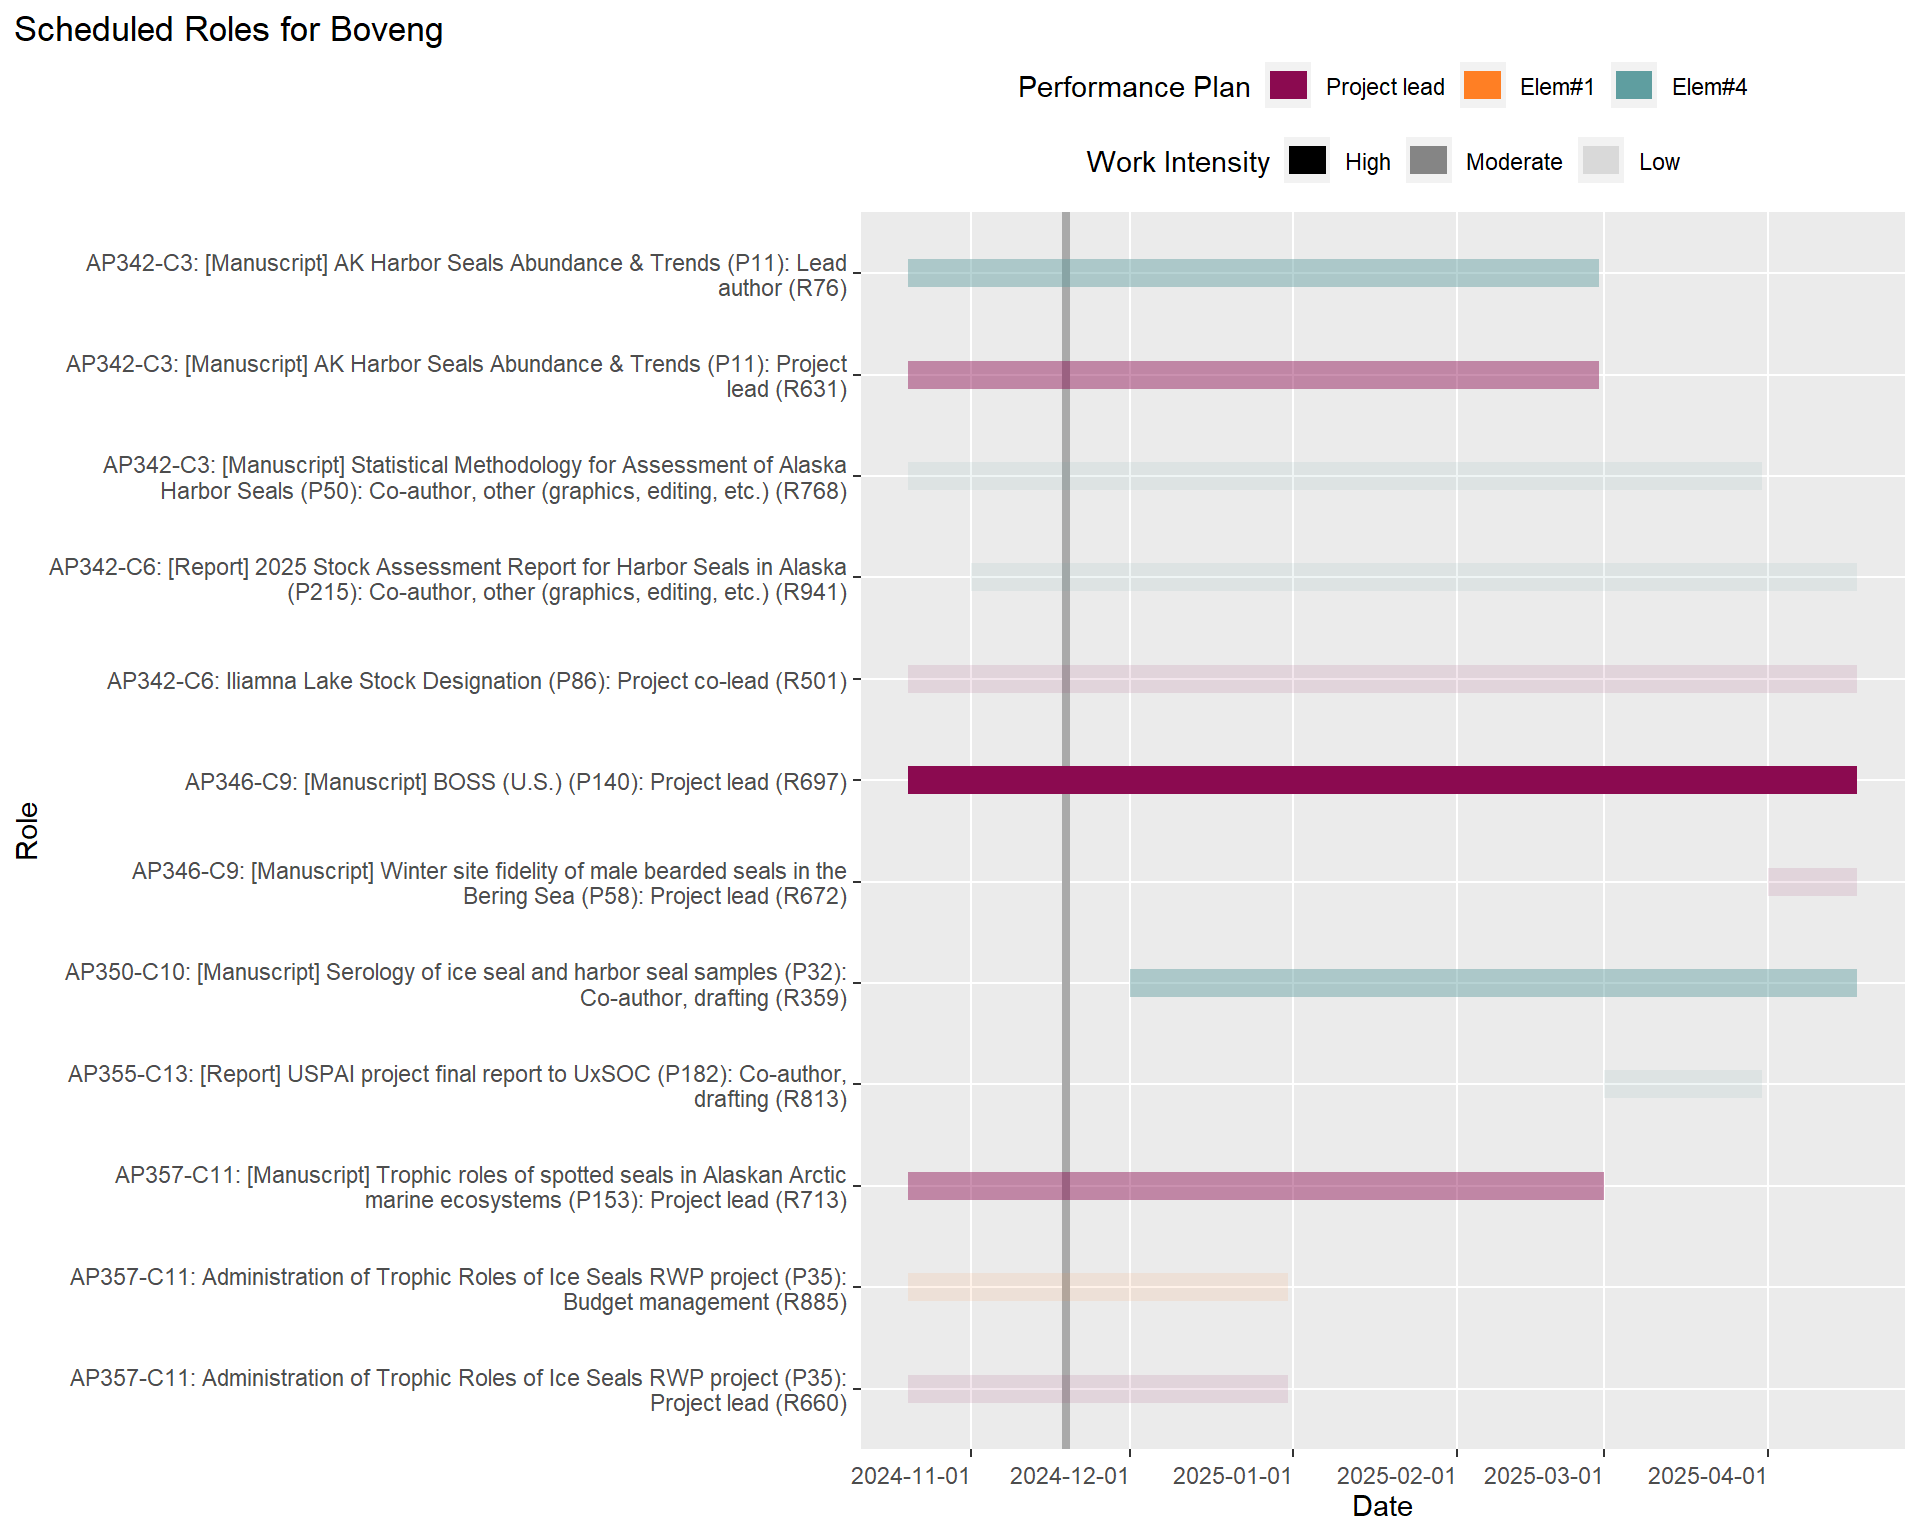 Scheduled Roles for Boveng
Performance Plan Project lead Elem#1 Elem#4
Work Intensity High Moderate Low
AP342-C3: [Manuscript] AK Harbor Seals Abundance & Trends (P11): Lead
author (R76)
AP342-C3: [Manuscript] AK Harbor Seals Abundance & Trends (P11): Project
lead (R631)
AP342-C3: [Manuscript] Statistical Methodology for Assessment of Alaska
Harbor Seals (P50): Co-author, other (graphics, editing, etc.) (R768)
AP342-C6: [Report] 2025 Stock Assessment Report for Harbor Seals in Alaska
(P215): Co-author, other (graphics, editing, etc.) (R941)
AP342-C6: Iliamna Lake Stock Designation (P86): Project co-lead (R501)
AP346-C9: [Manuscript] BOSS (U.S.) (P140): Project lead (R697)
AP346-C9: [Manuscript] Winter site fidelity of male bearded seals in the
Bering Sea (P58): Project lead (R672)
AP350-C10: [Manuscript] Serology of ice seal and harbor seal samples (P32):
Co-author, drafting (R359)
AP355-C13: [Report] USPAI project final report to UxSOC (P182): Co-author,
drafting (R813)
AP357-C11: [Manuscript] Trophic roles of spotted seals in Alaskan Arctic
marine ecosystems (P153): Project lead (R713)
AP357-C11: Administration of Trophic Roles of Ice Seals RWP project (P35):
Budget management (R885)
AP357-C11: Administration of Trophic Roles of Ice Seals RWP project (P35):
Project lead (R660)
Role
2024-11-01 2024-12-01 2025-01-01 2025-02-01 2025-03-01 2025-04-01
Date